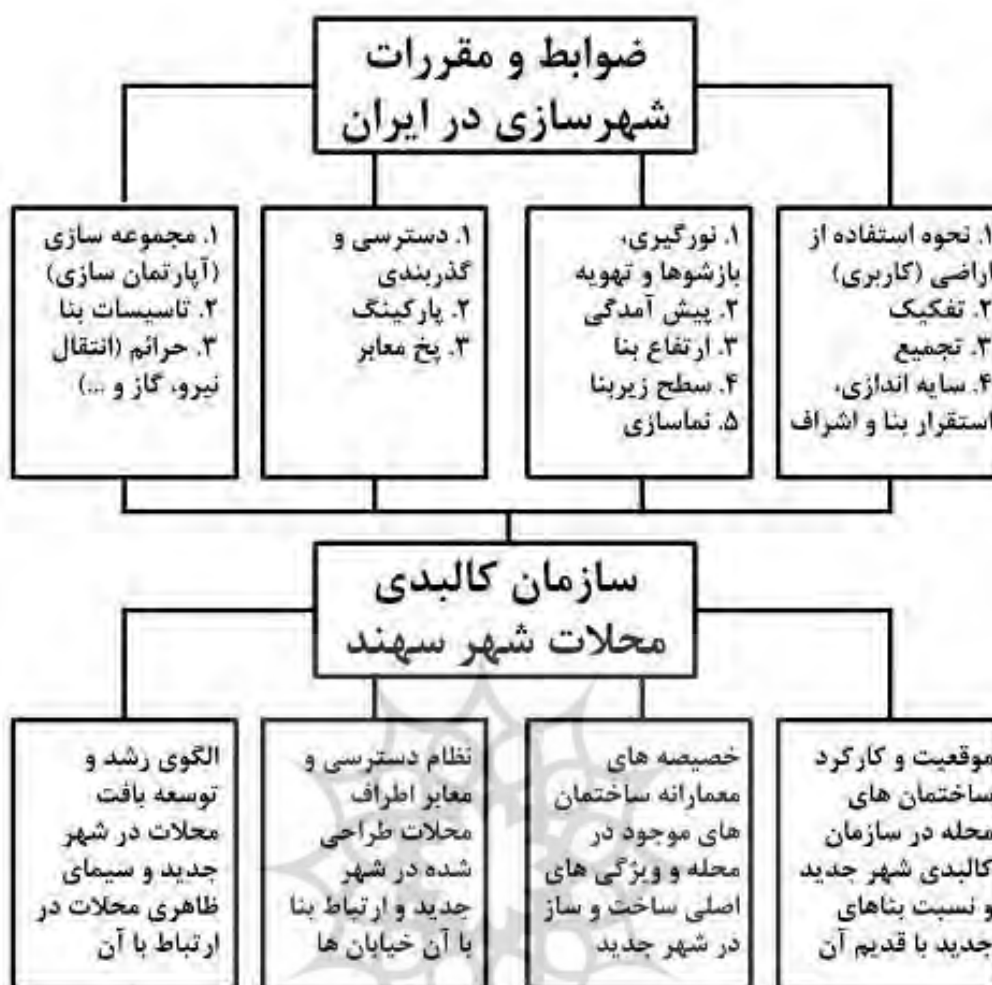 ضوابط و مقررات
شهرسازی در ایران
۱. نحوه استفاده از
اراضی (کاربری)
۲. تفکیک
۳. تجمیع
۴. سایه اندازی،
استقرار بنا و اشراف
۱. نورگیری،
بازشوها و تهویه
۲. پیش آمدگی
۳. ارتفاع بنا
۴. سطح زیربنا
۵. نماسازی
۱. دسترسی و
گذربندی
۲. پارکینگ
۳. پخ معابر
۱. مجموعه سازی
(آپارتمان سازی)
۲. تاسیسات بنا
۳. حرائم (انتقال
نیرو، گاز و ...)
سازمان کالبدی
محلات شهر سهند
موقعیت و کارکرد
ساختمان های
محله در سازمان
کالبدی شهر جدید
و نسبت بناهای
جدید با قدیم آن
خصیصه های
معمارانه ساختمان
های موجود در
محله و ویژگی های
اصلی ساخت و ساز
در شهر جدید
نظام دسترسی و
معابر اطراف
محلات طراحی
شده در شهر
جدید و ارتباط بنا
با آن خیابان ها
الگوی رشد و
توسعه بافت
محلات در شهر
جدید و سیمای
ظاهری محلات در
ارتباط با آن